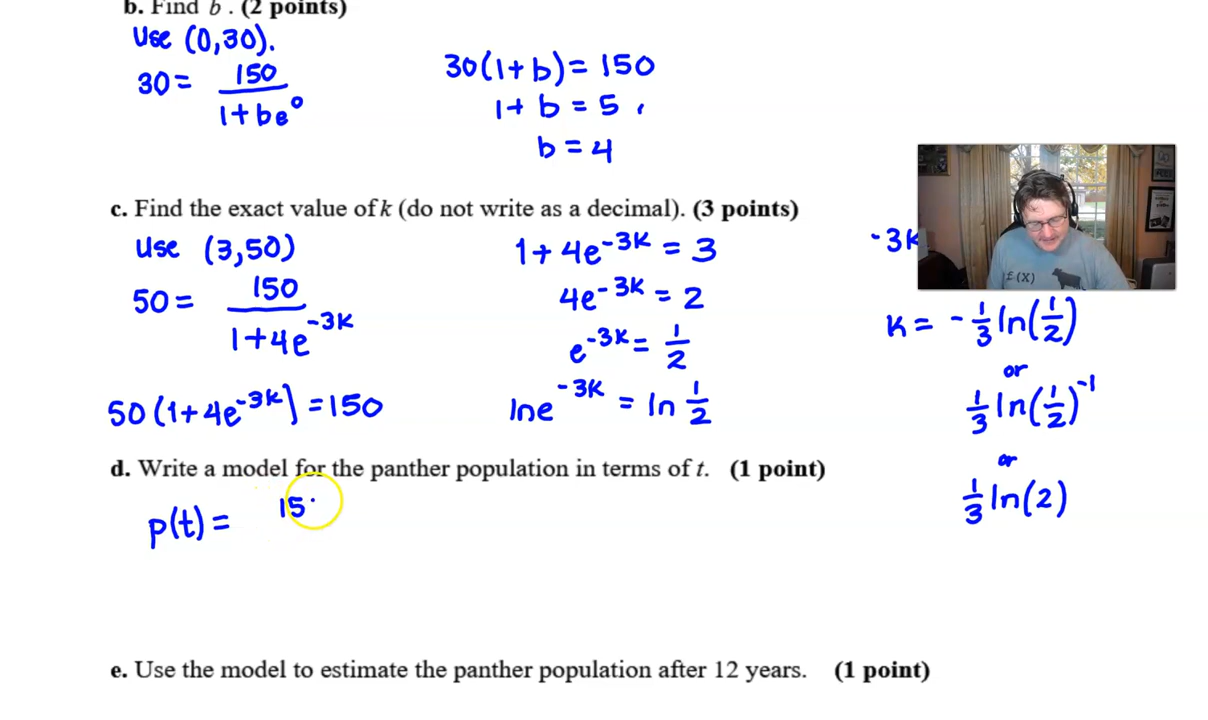 b. Find b . (2 points)
Use (0,30).
30 = 150 / 1+be⁰
30(1+b) = 150
1 + b = 5 ,
b = 4
c. Find the exact value of k (do not write as a decimal). (3 points)
Use (3,50)
50 = 150 / 1+4e^-3k
50(1+4e^-3k) = 150
1+4e^-3k = 3
4e^-3k = 2
e^-3k = 1/2
ln e^-3k = ln 1/2
-3k
k = -1/3 ln(1/2)
or
1/3 ln(1/2)^-1
or
1/3 ln(2)
f(X)
d. Write a model for the panther population in terms of t. (1 point)
p(t) = 15
e. Use the model to estimate the panther population after 12 years. (1 point)